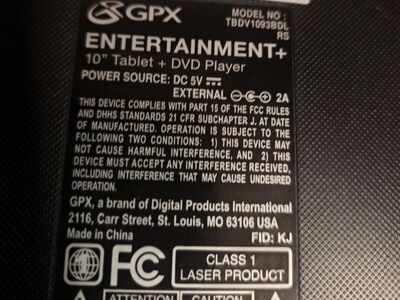 GPX
MODEL NO :
TBDV1093BDL
RS
ENTERTAINMENT+
10" Tablet + DVD Player
POWER SOURCE: DC 5V
EXTERNAL 2A
THIS DEVICE COMPLIES WITH PART 15 OF THE FCC RULES
AND DHHS STANDARDS 21 CFR SUBCHAPTER J. AT DATE
OF MANUFACTURED. OPERATION IS SUBJECT TO THE
FOLLOWING TWO CONDITIONS: 1) THIS DEVICE MAY
NOT CAUSE HARMFUL INTERFERENCE, AND 2) THIS
DEVICE MUST ACCEPT ANY INTERFERENCE RECEIVED,
INCLUDING INTERFERENCE THAT MAY CAUSE UNDESIRED
OPERATION.
GPX, a brand of Digital Products International
2116, Carr Street, St. Louis, MO 63106 USA
Made in China
FID: KJ
FC
CLASS 1
LASER PRODUCT
ATTENTION
CAUTION